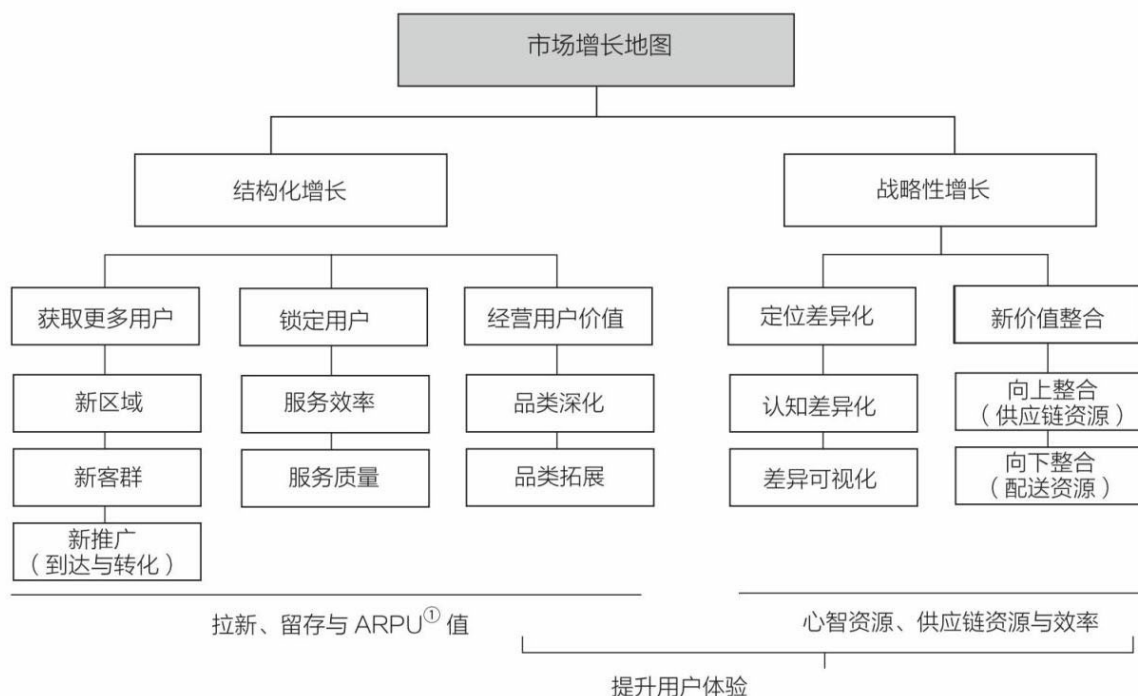 市场增长地图
结构化增长
战略性增长
获取更多用户
锁定用户
经营用户价值
定位差异化
新价值整合
新区域
服务效率
品类深化
认知差异化
向上整合
（供应链资源）
新客群
服务质量
品类拓展
差异可视化
向下整合
（配送资源）
新推广
（到达与转化）
拉新、留存与 ARPU① 值
心智资源、供应链资源与效率
提升用户体验